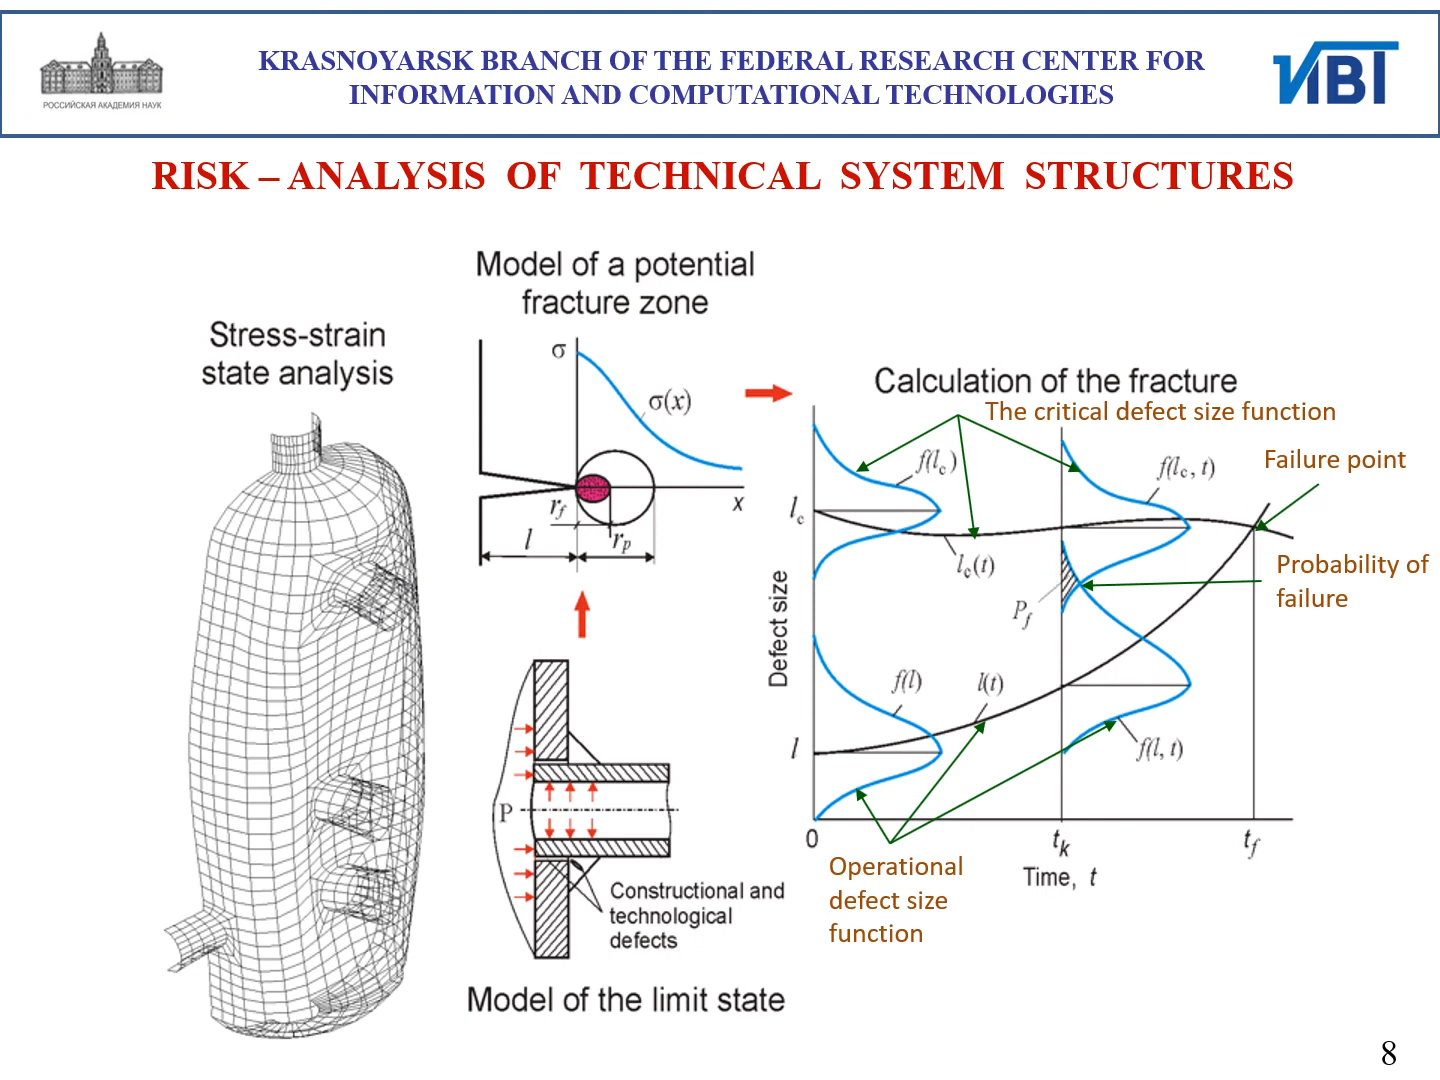 РОССИЙСКАЯ АКАДЕМИЯ НАУК
KRASNOYARSK BRANCH OF THE FEDERAL RESEARCH CENTER FOR
INFORMATION AND COMPUTATIONAL TECHNOLOGIES
ИВТ
RISK – ANALYSIS OF TECHNICAL SYSTEM STRUCTURES
Stress-strain
state analysis
Model of a potential
fracture zone
σ
σ(x)
x
r_f
l
r_p
P
Constructional and
technological
defects
Model of the limit state
Calculation of the fracture
The critical defect size function
Failure point
Probability of
failure
f(l_c)
f(l_c, t)
l_c
l_c(t)
P_f
Defect size
f(l)
l(t)
l
f(l, t)
0
t_k
t_f
Time, t
Operational
defect size
function
8